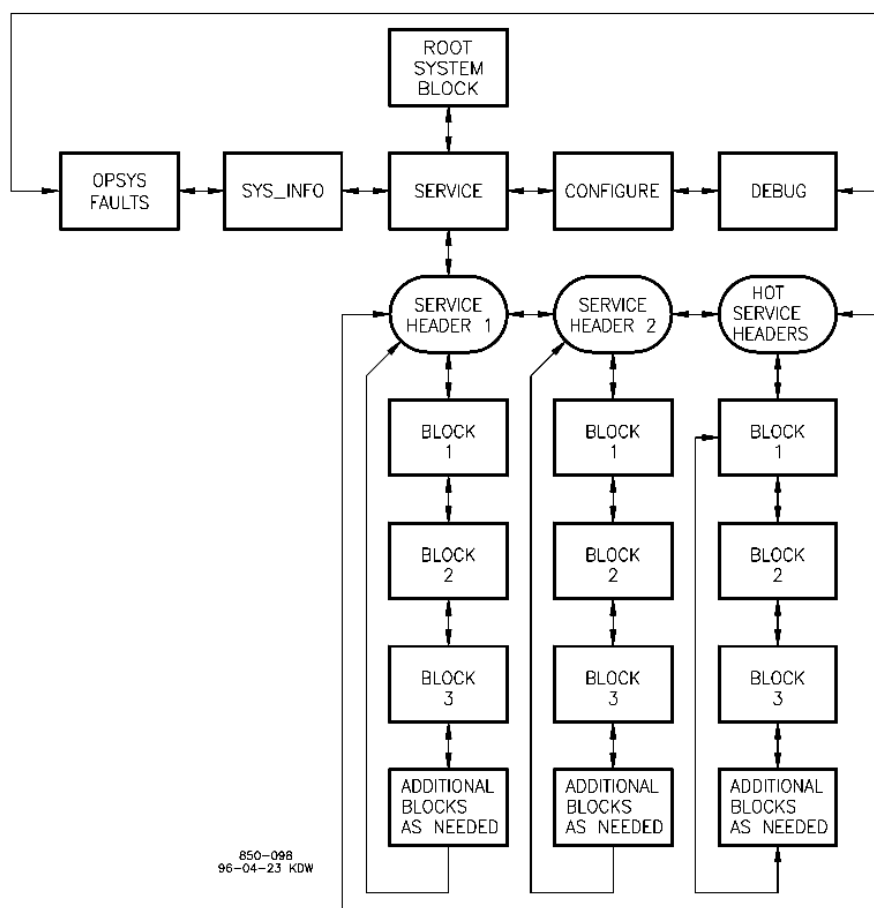 ROOT
SYSTEM
BLOCK
OPSYS
FAULTS
SYS_INFO
SERVICE
CONFIGURE
DEBUG
SERVICE
HEADER 1
SERVICE
HEADER 2
HOT
SERVICE
HEADERS
BLOCK
1
BLOCK
1
BLOCK
1
BLOCK
2
BLOCK
2
BLOCK
2
BLOCK
3
BLOCK
3
BLOCK
3
ADDITIONAL
BLOCKS
AS NEEDED
ADDITIONAL
BLOCKS
AS NEEDED
ADDITIONAL
BLOCKS
AS NEEDED
850-098
96-04-23 KDW